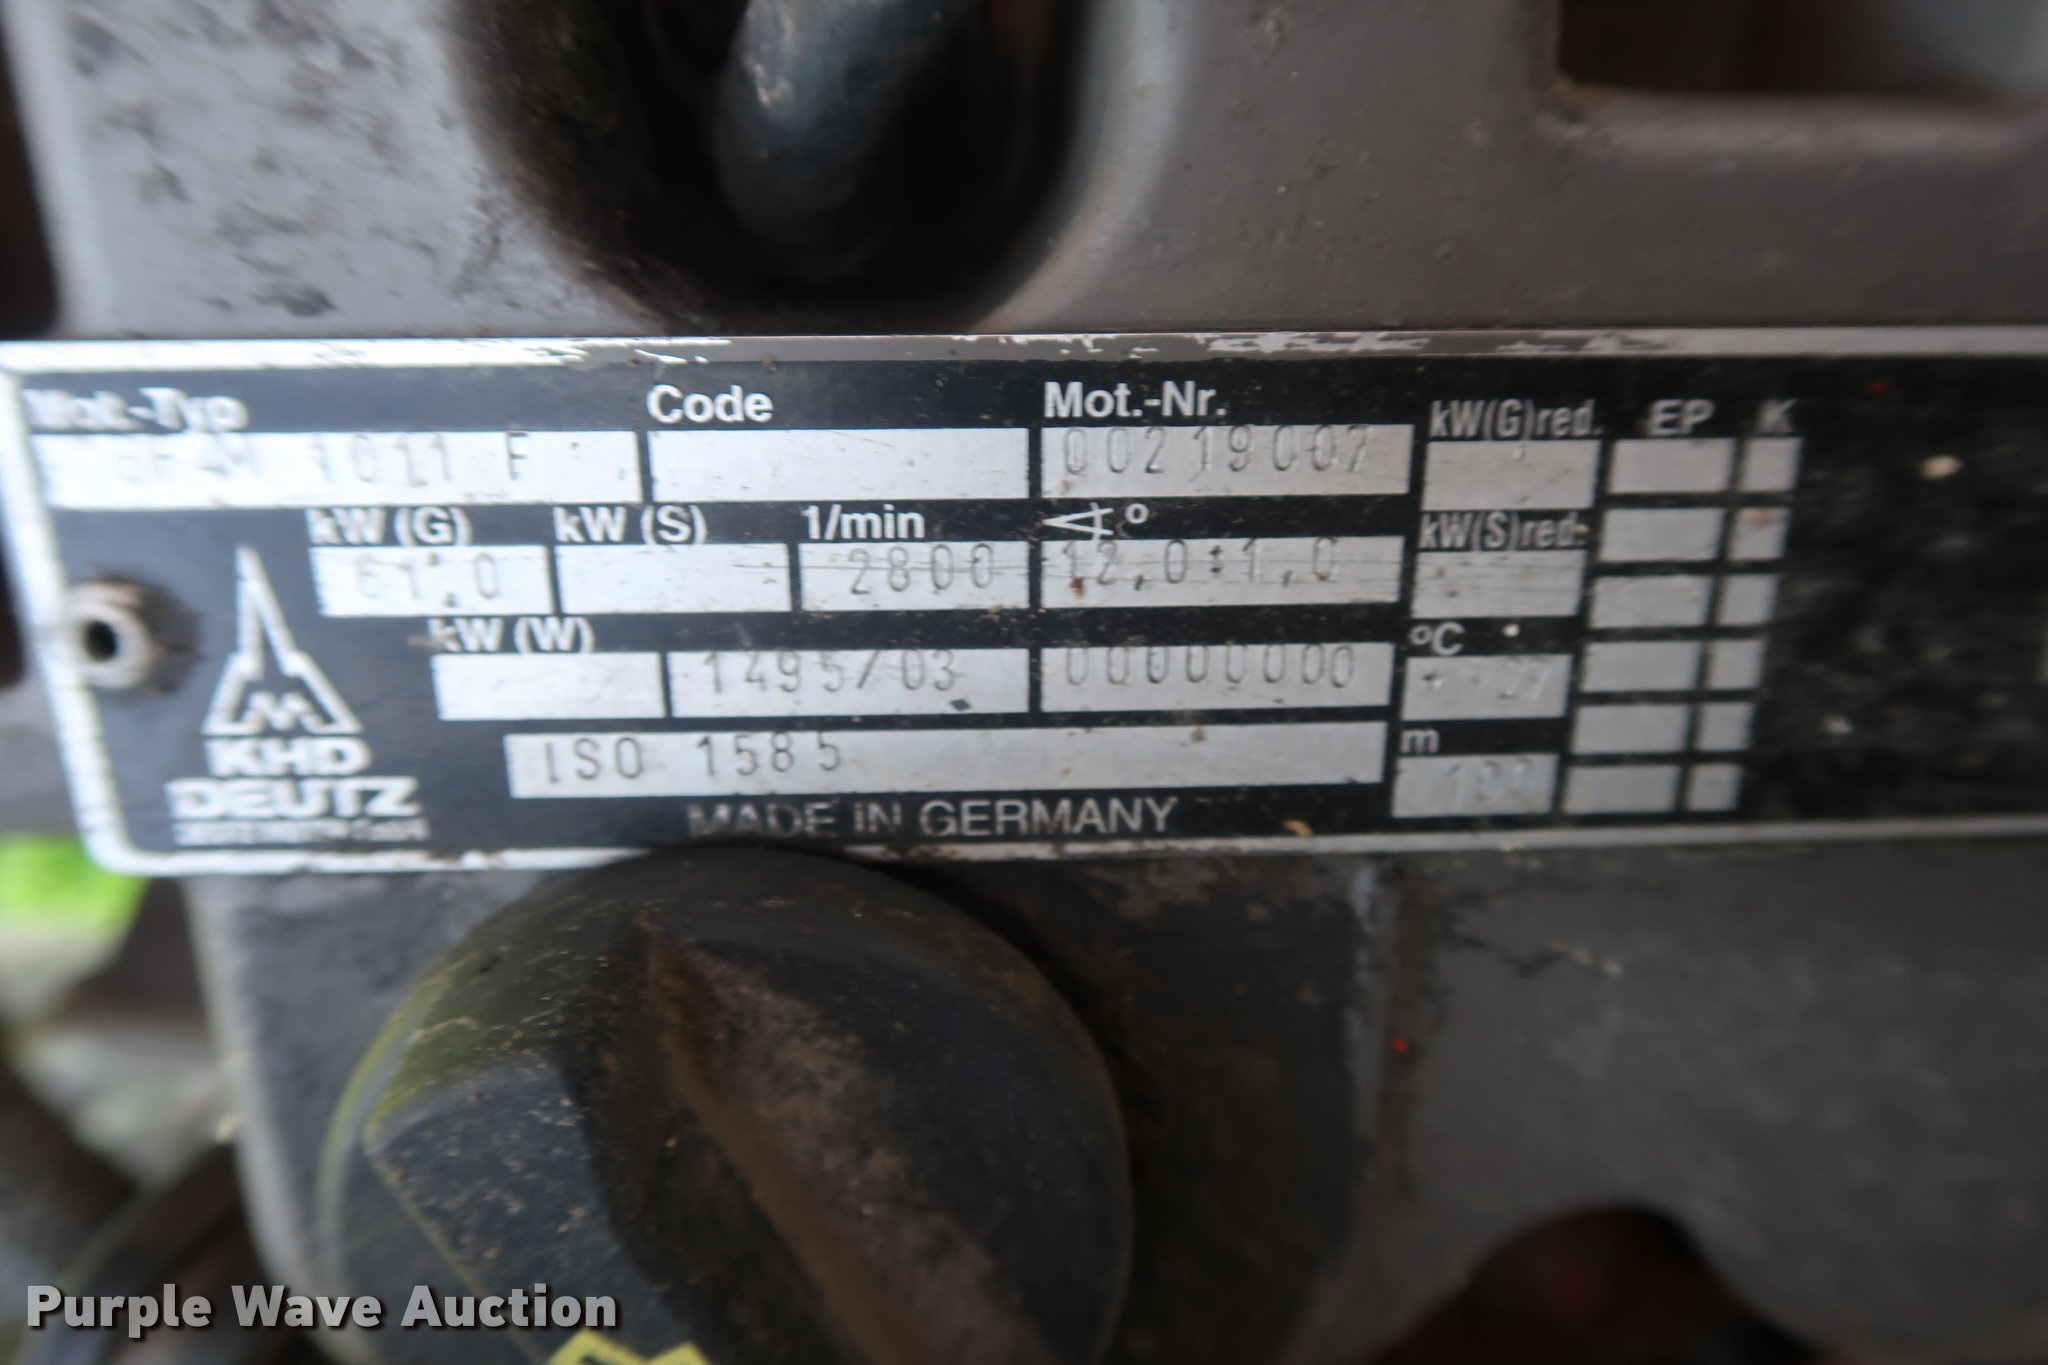 Mot.-Typ Code Mot.-Nr. kW(G)red. EP K
1011 F 00219007
kW (G) kW (S) 1/min ∢° kW(S)red.
61.0 2800 12,0:1,0
kW (W) °C
1495/03 00000000 + 27
m
ISO 1585 100
KHD
DEUTZ
MADE IN GERMANY
Purple Wave Auction